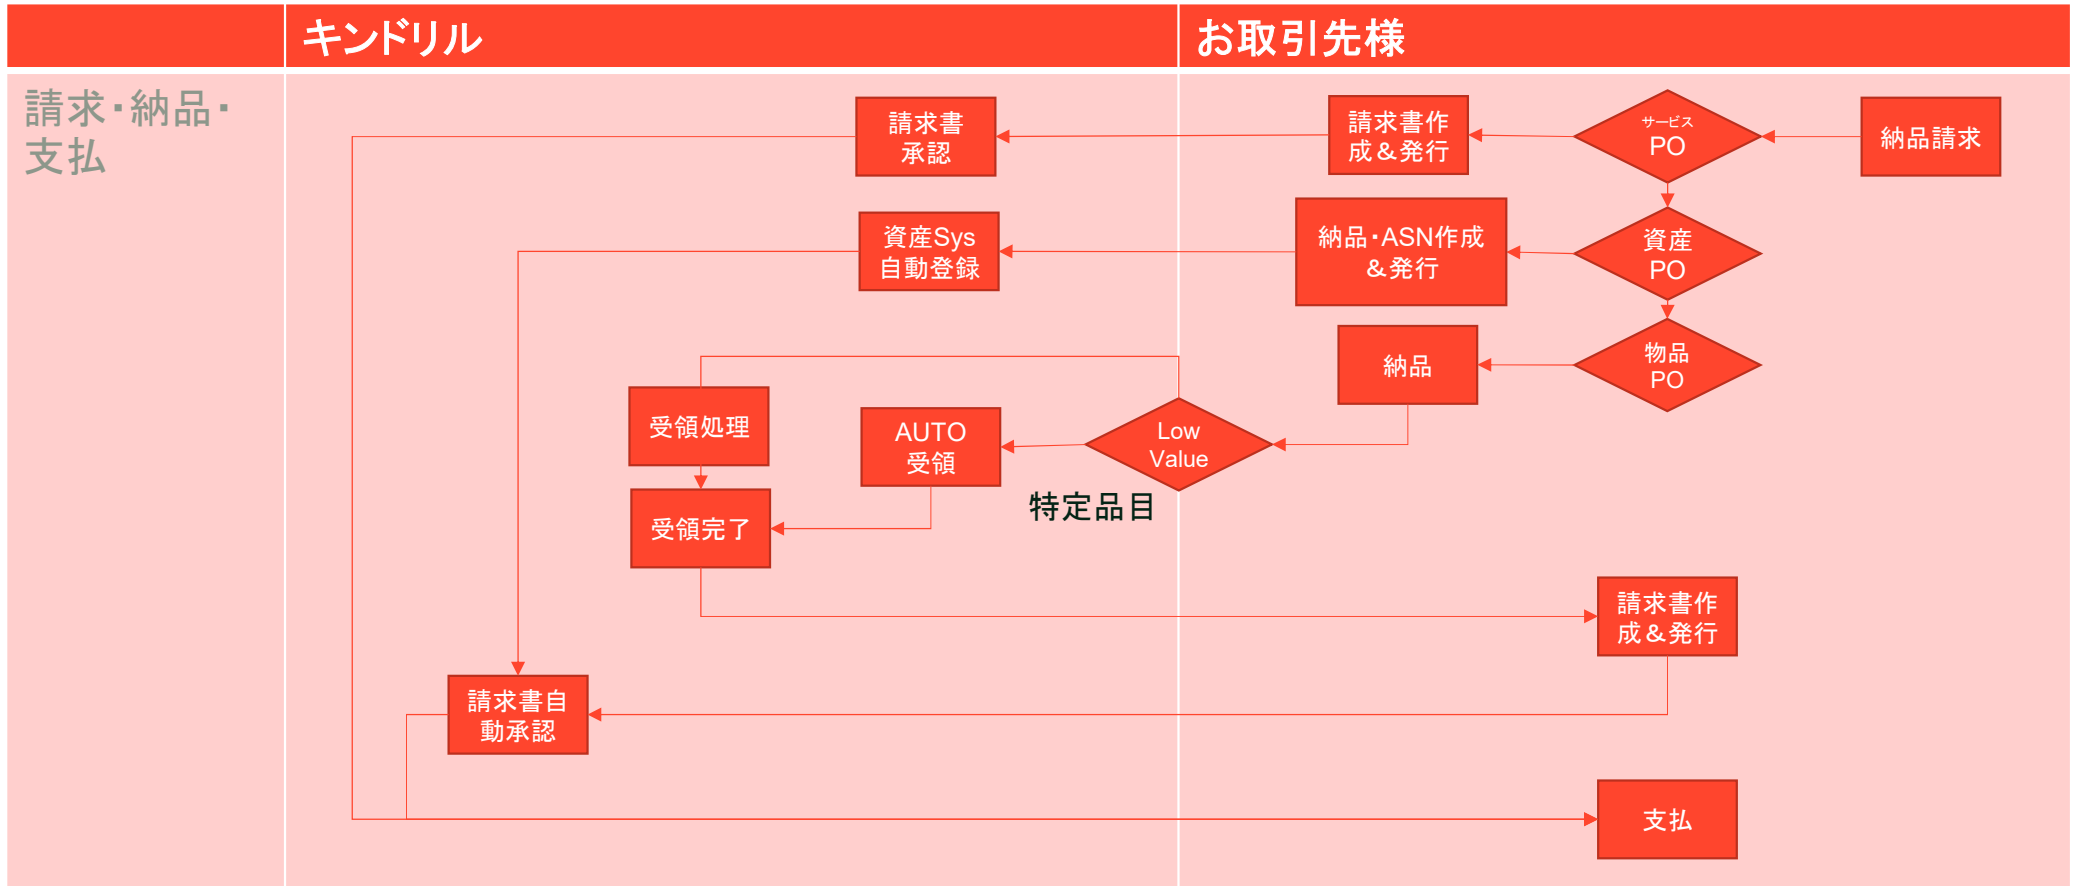 キンドリル
お取引先様
請求・納品・
支払
請求書
承認
請求書作
成＆発行
サービス
PO
納品請求
資産Sys
自動登録
納品・ASN作成
＆発行
資産
PO
納品
物品
PO
受領処理
AUTO
受領
Low
Value
特定品目
受領完了
請求書作
成＆発行
請求書自
動承認
支払